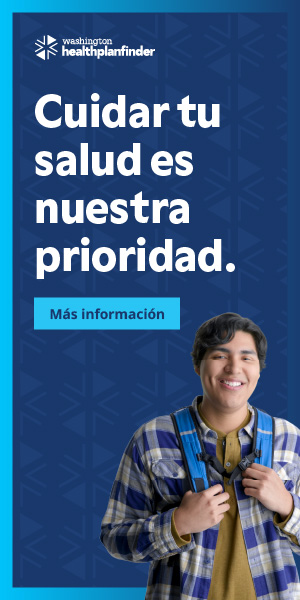 washington
healthplanfinder
Cuidar tu
salud es
nuestra
prioridad.
Más información